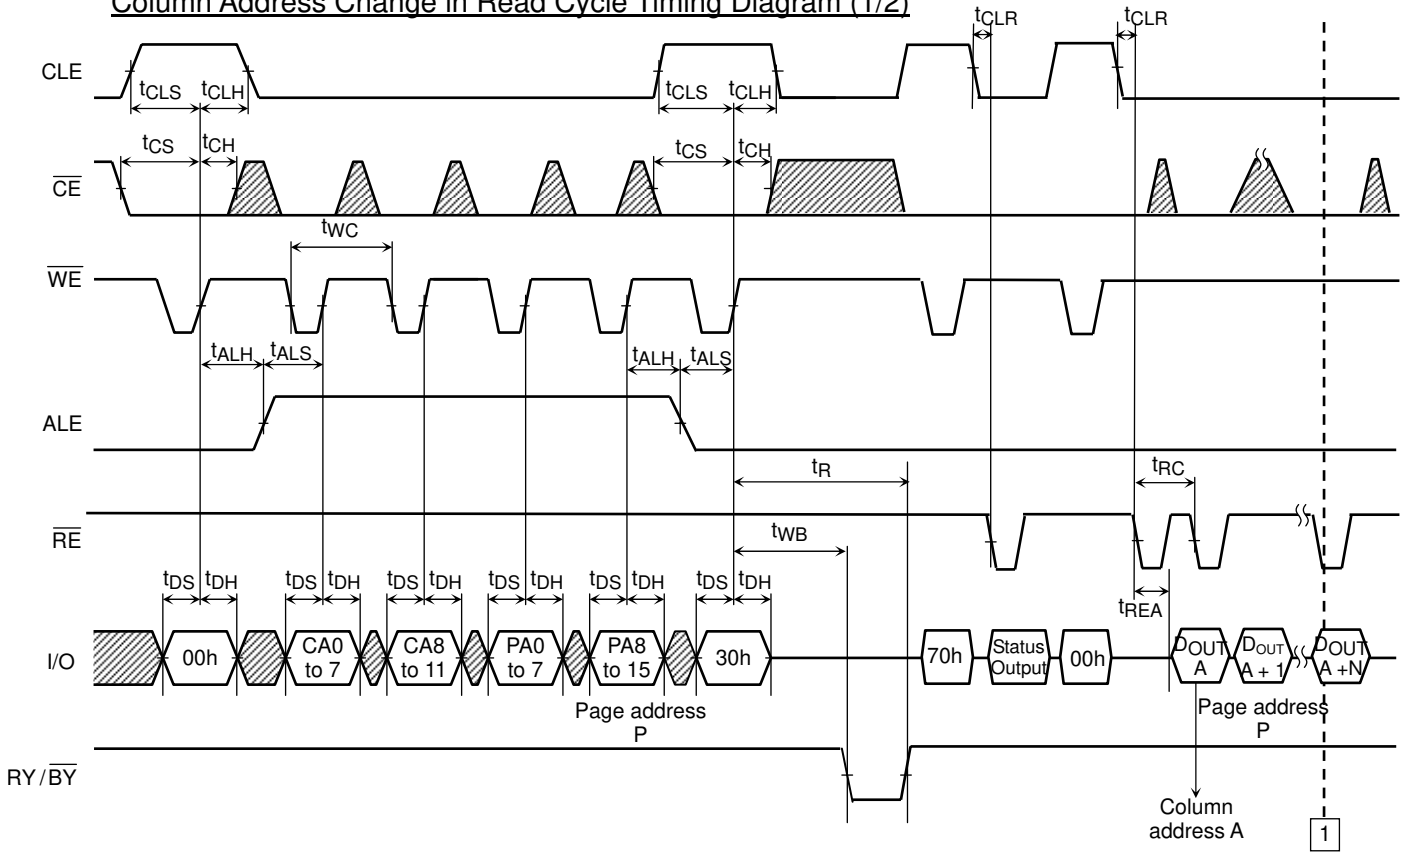 Column Address Change in Read Cycle Timing Diagram (1/2)
tCLR
tCLR
CLE
tCLS
tCLH
tCLS
tCLH
tCS
tCH
tCS
tCH
CE
tWC
WE
tALH
tALS
tALH
tALS
ALE
tR
tRC
RE
tWB
tDS
tDH
tDS
tDH
tDS
tDH
tDS
tDH
tDS
tDH
tDS
tDH
tREA
I/O
00h
CA0
to 7
CA8
to 11
PA0
to 7
PA8
to 15
30h
70h
Status
Output
00h
DOUT
A
DOUT
A + 1
DOUT
A +N
Page address
P
Page address
P
RY/BY
Column
address A
1